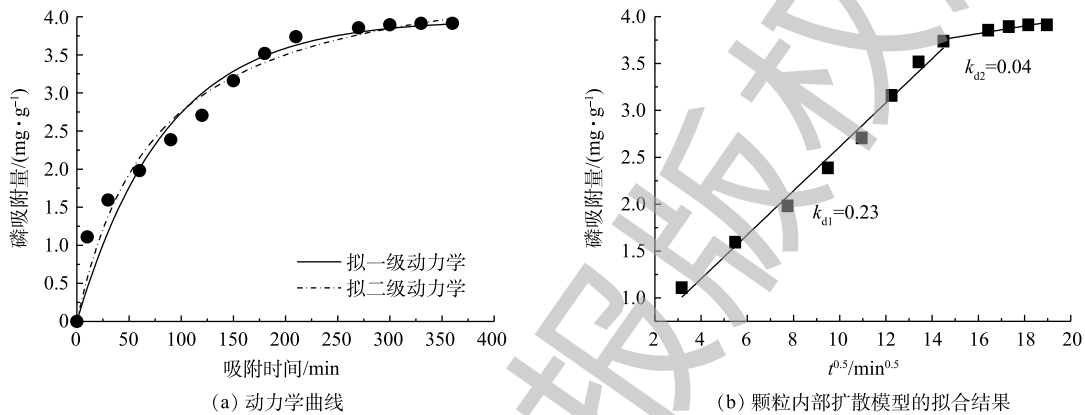 4.0
3.5
3.0
2.5
2.0
1.5
1.0
0.5
0
磷吸附量/(mg·g⁻¹)
拟一级动力学
拟二级动力学
0 50 100 150 200 250 300 350 400
吸附时间/min
(a) 动力学曲线
4.0
3.5
3.0
2.5
2.0
1.5
1.0
磷吸附量/(mg·g⁻¹)
k_d2=0.04
k_d1=0.23
2 4 6 8 10 12 14 16 18 20
t^0.5/min^0.5
(b) 颗粒内部扩散模型的拟合结果
报版权